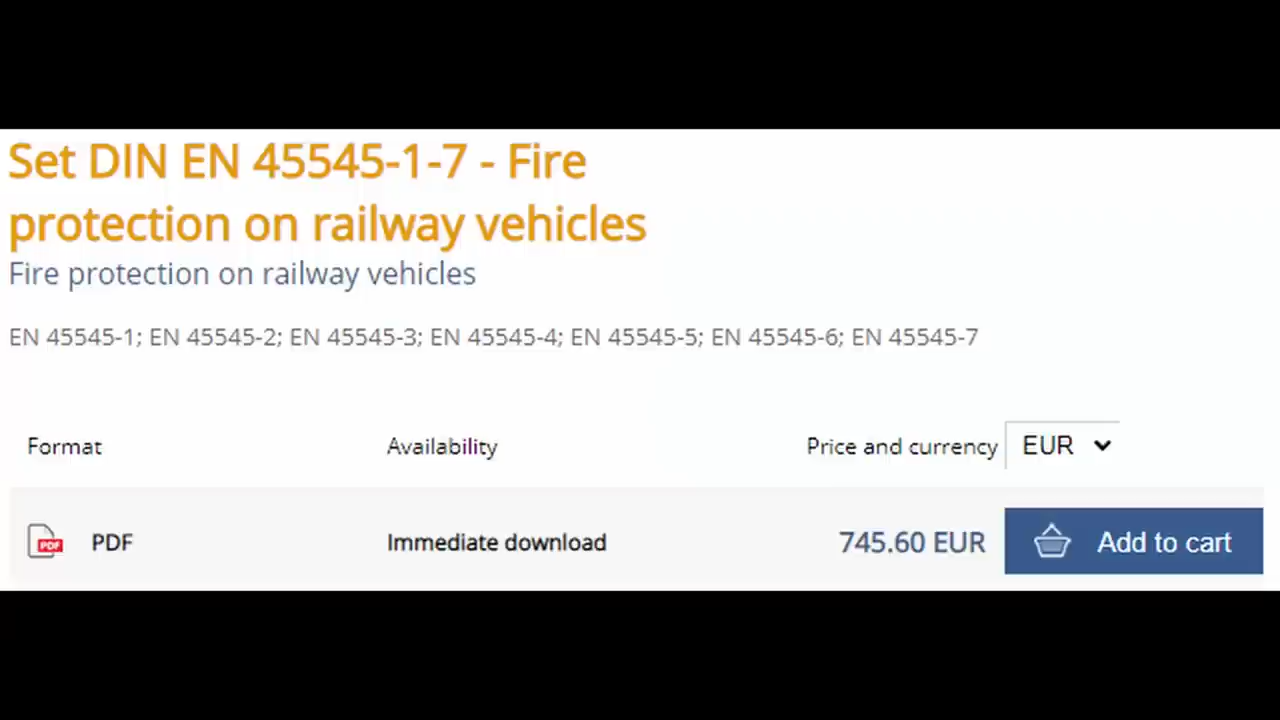 Set DIN EN 45545-1-7 - Fire
protection on railway vehicles
Fire protection on railway vehicles
EN 45545-1; EN 45545-2; EN 45545-3; EN 45545-4; EN 45545-5; EN 45545-6; EN 45545-7
Format Availability Price and currency EUR
PDF PDF Immediate download 745.60 EUR Add to cart